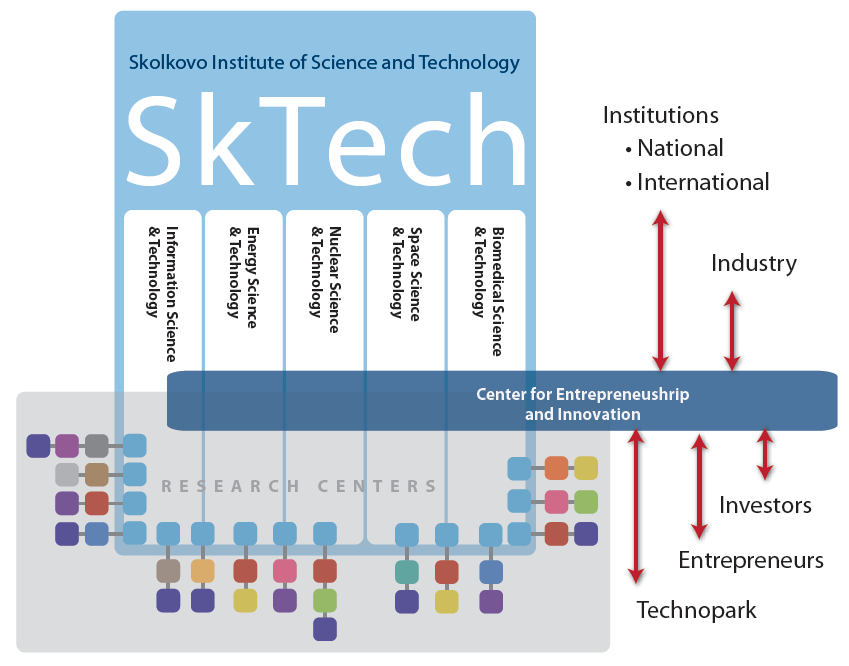 Skolkovo Institute of Science and Technology
SkTech
Institutions
• National
• International
Industry
Information Science
& Technology
Energy Science
& Technology
Nuclear Science
& Technology
Space Science
& Technology
Biomedical Science
& Technology
Center for Entrepreneushrip
and Innovation
RESEARCH CENTERS
Investors
Entrepreneurs
Technopark